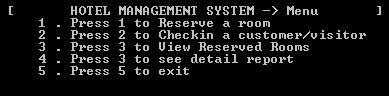 [ HOTEL MANAGEMENT SYSTEM -> Menu ]
1 . Press 1 to Reserve a room
2 . Press 2 to Checkin a customer/visitor
3 . Press 3 to View Reserved Rooms
4 . Press 3 to see detail report
5 . Press 5 to exit